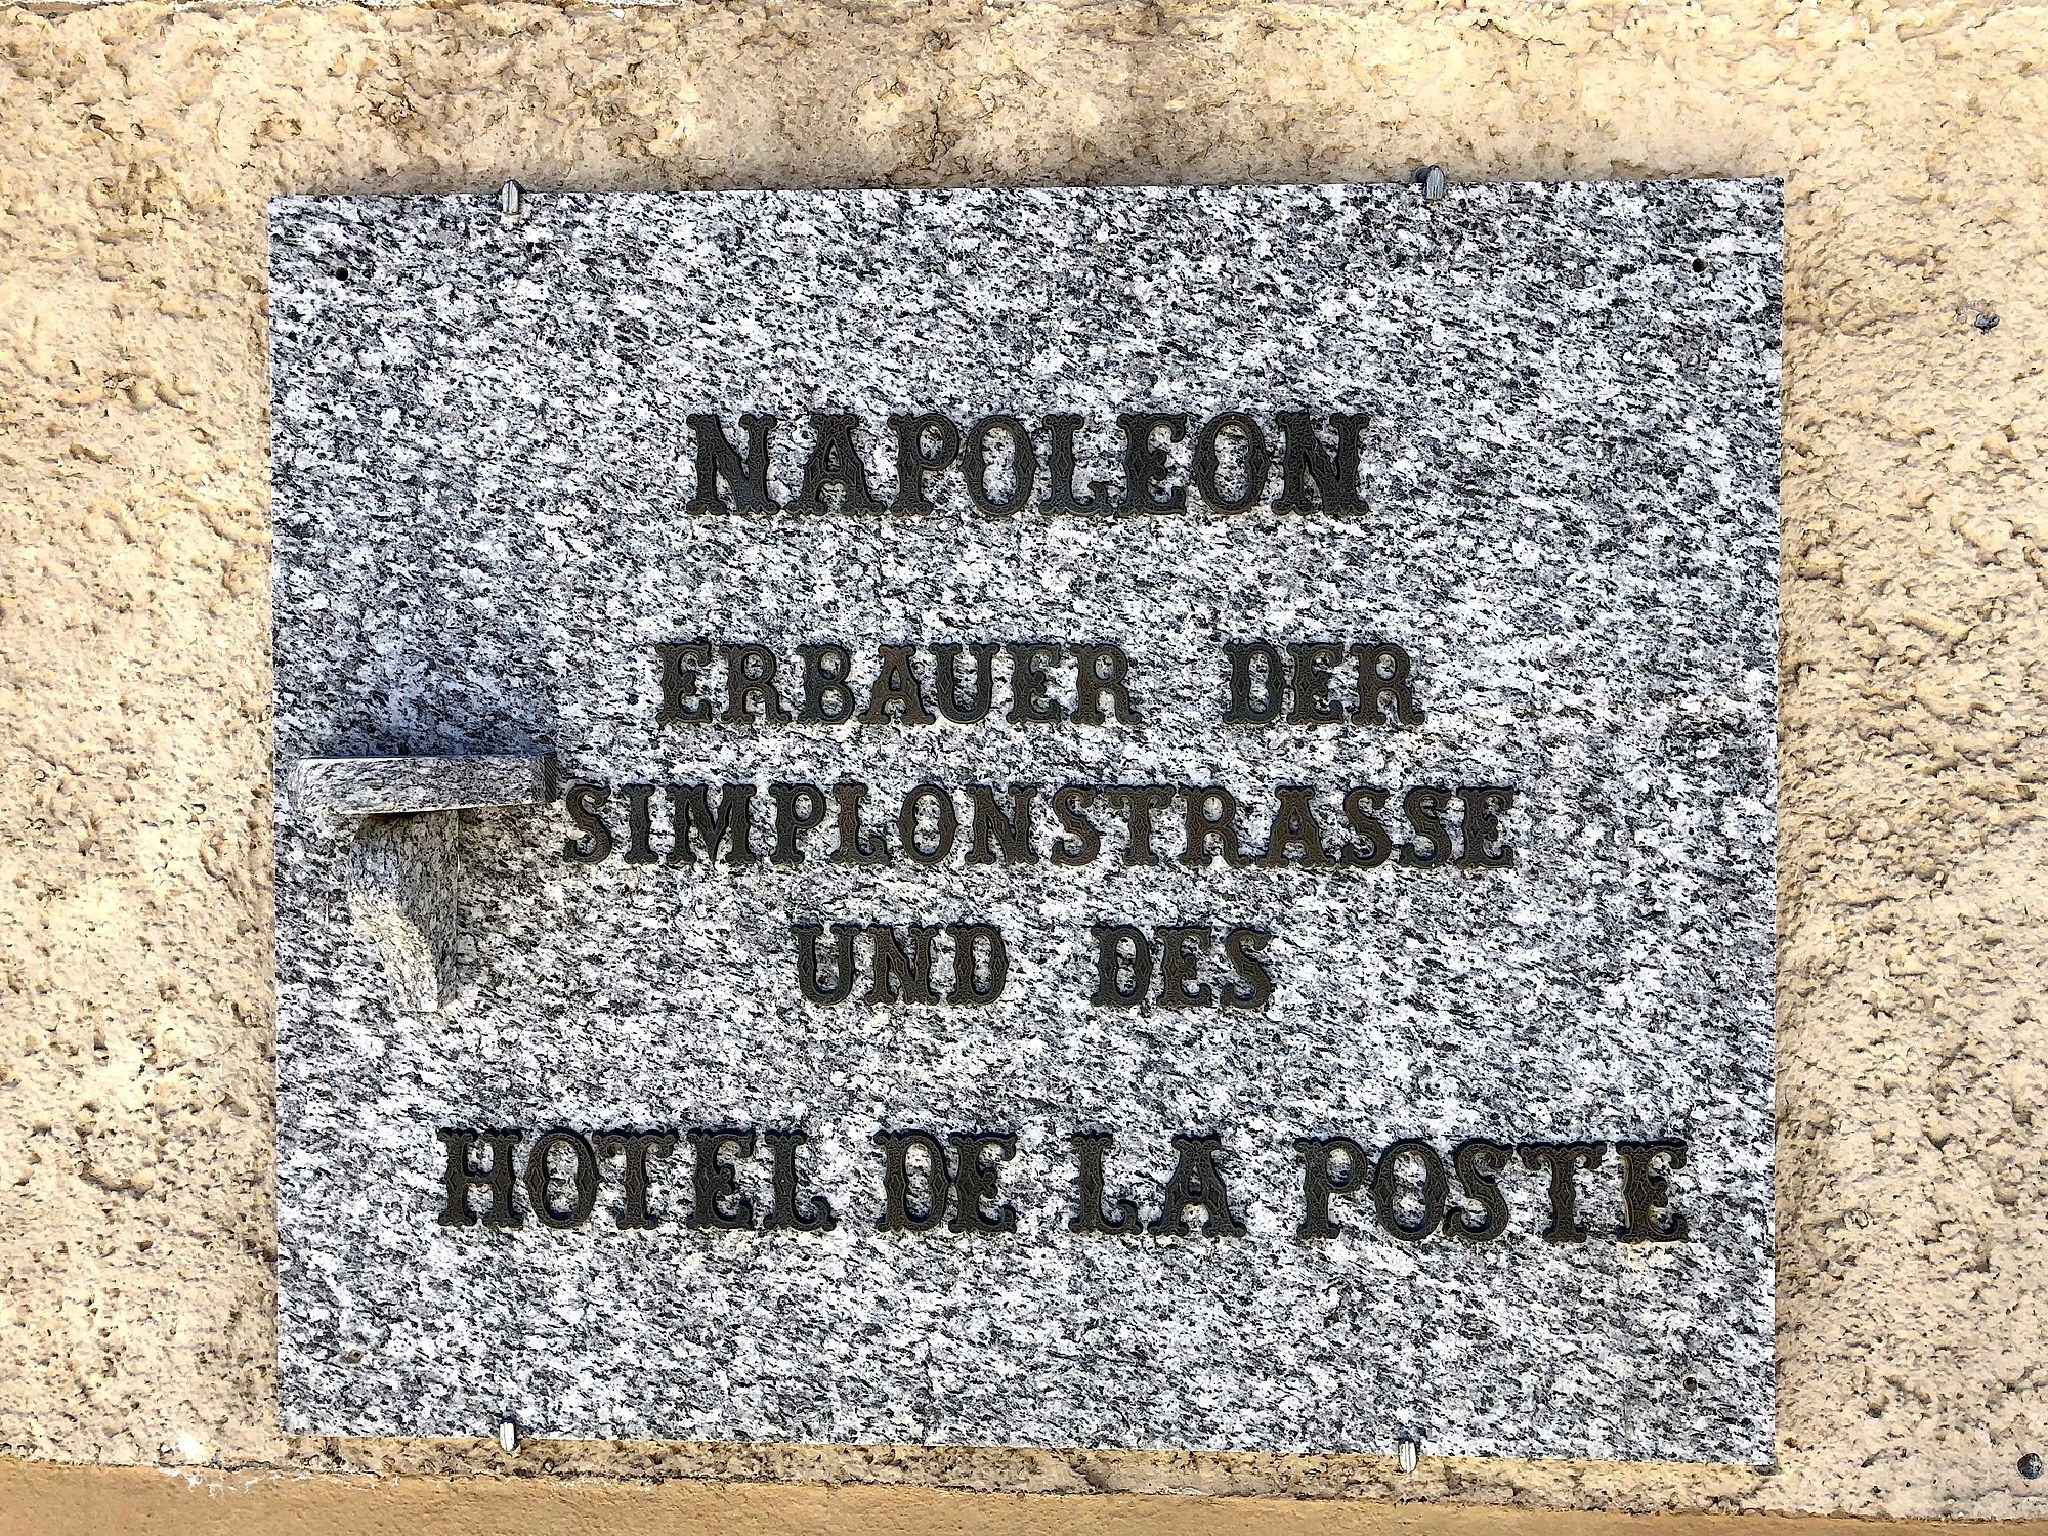 NAPOLEON
ERBAUER DER
SIMPLONSTRASSE
UND DES
HOTEL DE LA POSTE